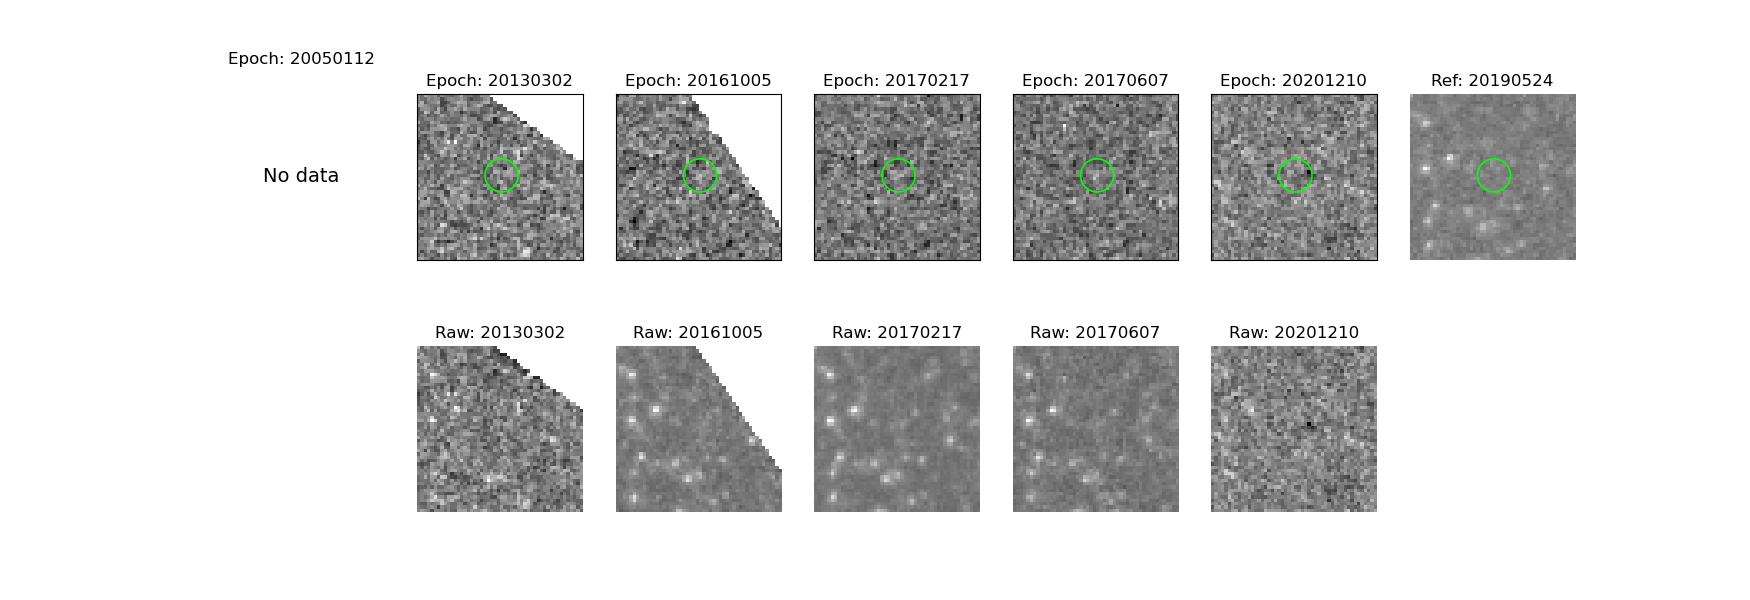 Epoch: 20050112
Epoch: 20130302
Epoch: 20161005
Epoch: 20170217
Epoch: 20170607
Epoch: 20201210
Ref: 20190524
No data
Raw: 20130302
Raw: 20161005
Raw: 20170217
Raw: 20170607
Raw: 20201210